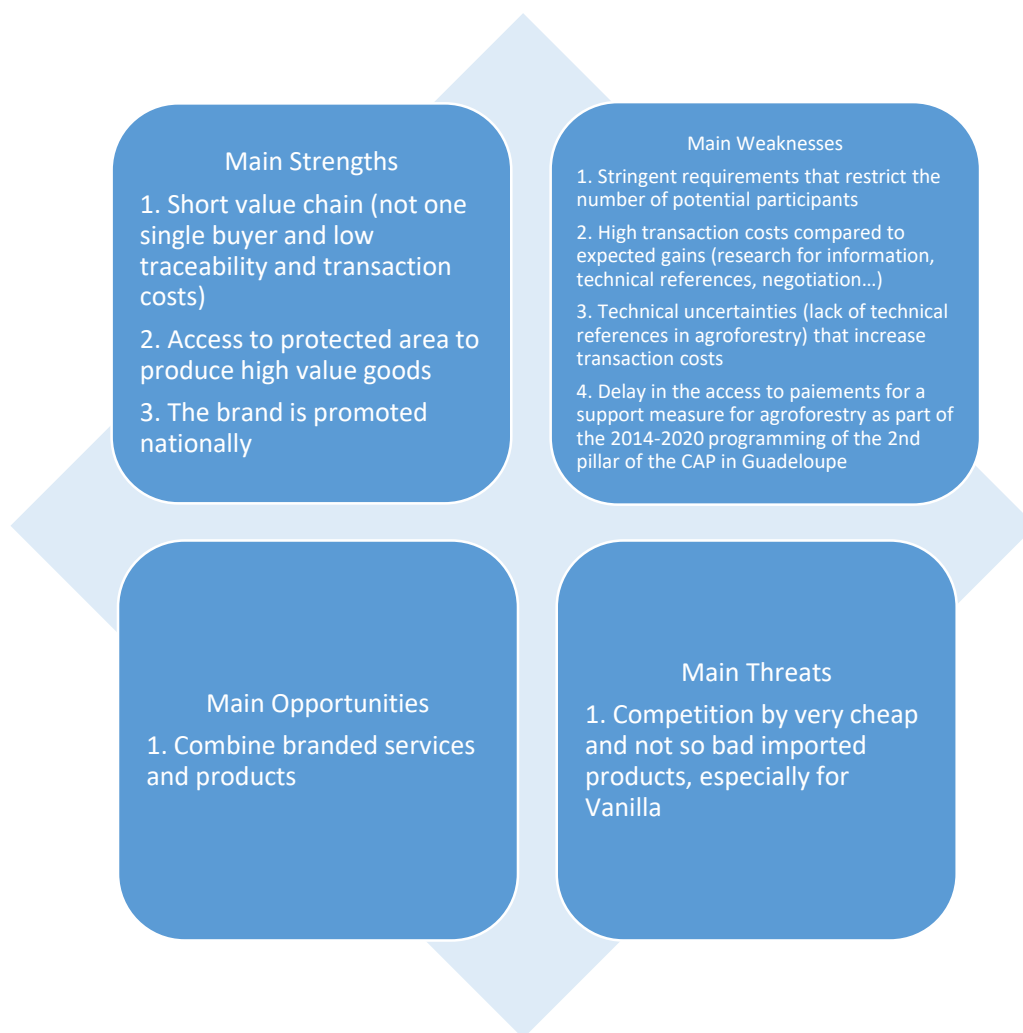 Main Strengths
1. Short value chain (not one
single buyer and low
traceability and transaction
costs)
2. Access to protected area to
produce high value goods
3. The brand is promoted
nationally
Main Weaknesses
1. Stringent requirements that restrict the
number of potential participants
2. High transaction costs compared to
expected gains (research for information,
technical references, negotiation…)
3. Technical uncertainties (lack of technical
references in agroforestry) that increase
transaction costs
4. Delay in the access to paiements for a
support measure for agroforestry as part of
the 2014-2020 programming of the 2nd
pillar of the CAP in Guadeloupe
Main Opportunities
1. Combine branded services
and products
Main Threats
1. Competition by very cheap
and not so bad imported
products, especially for
Vanilla